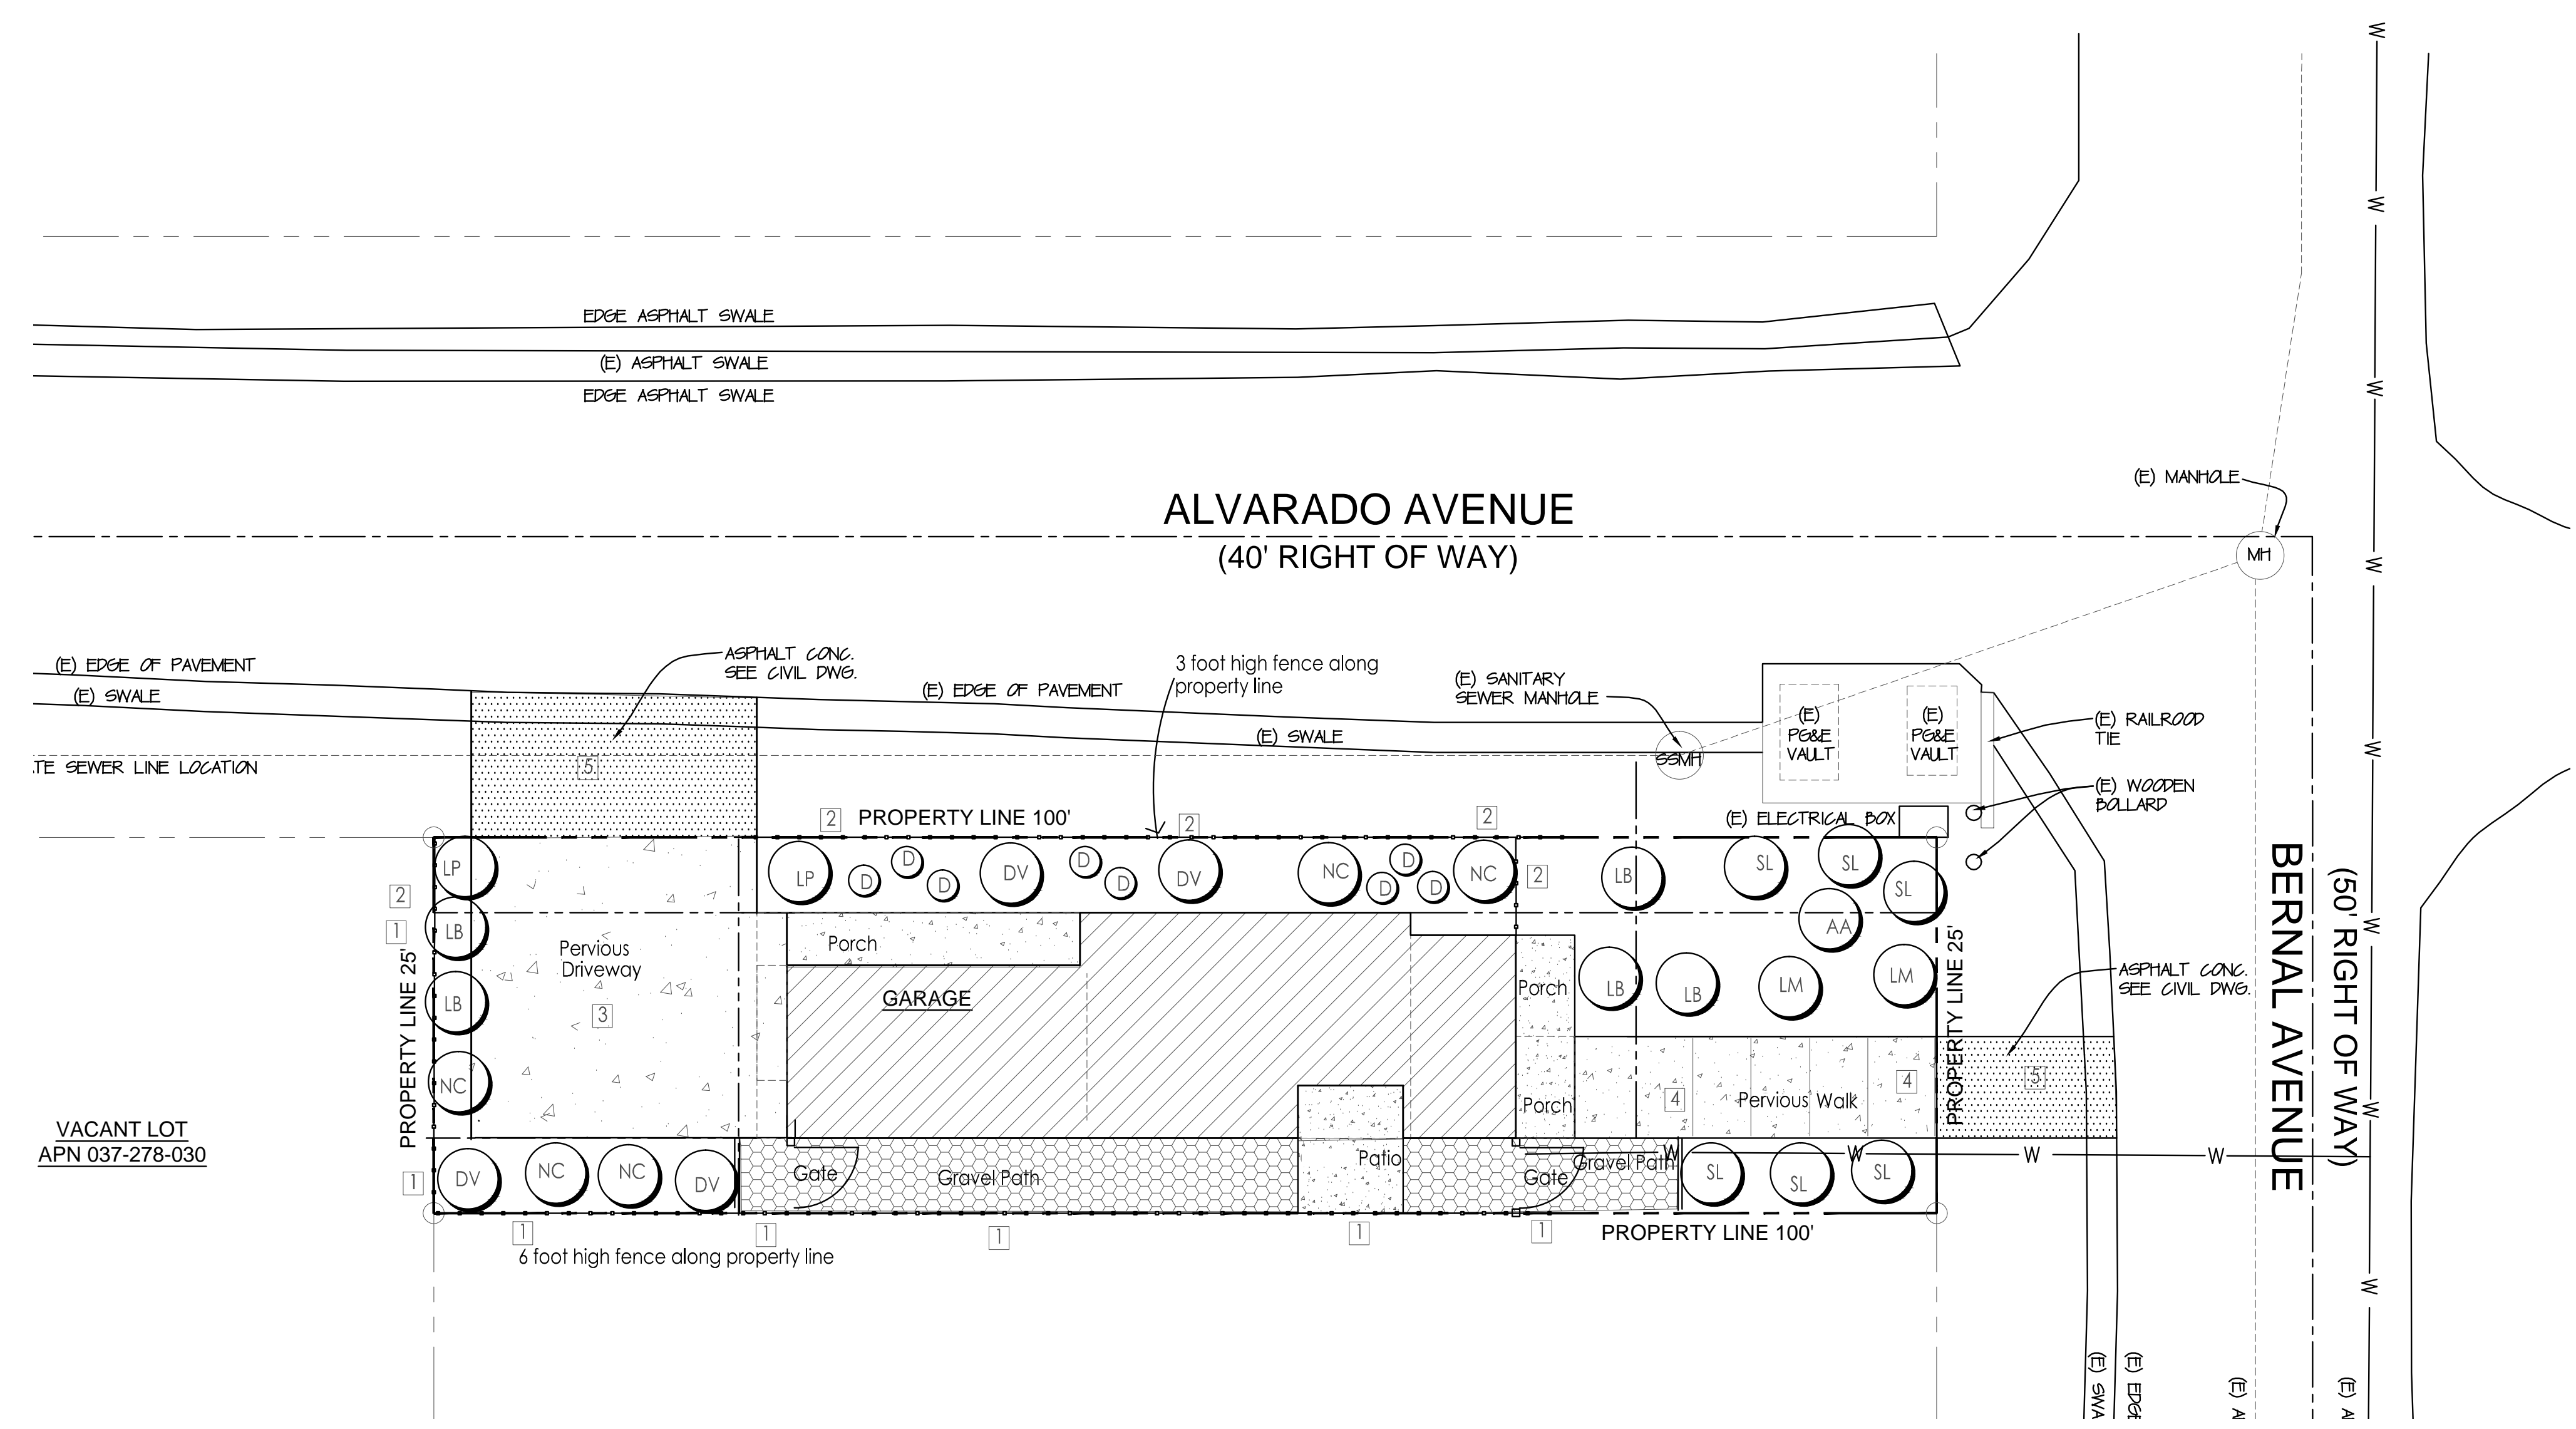 W
W
EDGE ASPHALT SWALE
(E) ASPHALT SWALE
EDGE ASPHALT SWALE
W
(E) MANHOLE
ALVARADO AVENUE
(40' RIGHT OF WAY)
MH
W
(E) EDGE OF PAVEMENT
(E) SWALE
ASPHALT CONC.
SEE CIVIL DWG.
3 foot high fence along
property line
(E) EDGE OF PAVEMENT
(E) SANITARY
SEWER MANHOLE
(E) SWALE
SSMH
(E)
PG&E
VAULT
(E)
PG&E
VAULT
(E) RAILROOD
TIE
W
TE SEWER LINE LOCATION
5
(E) WOODEN
BOLLARD
2
PROPERTY LINE 100'
2
2
(E) ELECTRICAL BOX
LP
LP
D
D
D
DV
D
D
DV
NC
D
D
D
NC
2
LB
SL
SL
SL
2
1
LB
AA
W
BERNAL AVENUE
(50' RIGHT OF WAY)
PROPERTY LINE 25'
Pervious
Driveway
Porch
PROPERTY LINE 25'
LB
3
GARAGE
Porch
LB
LB
LM
LM
ASPHALT CONC.
SEE CIVIL DWG.
NC
Porch
4
Pervious Walk
4
5
W
VACANT LOT
APN 037-278-030
1
DV
NC
NC
DV
Gate
Gravel Path
Patio
Gate
Gravel Path
W
SL
SL
W
SL
W
W
1
1
1
1
1
PROPERTY LINE 100'
6 foot high fence along property line
W
(E) SWA
(E) EDGE
(E) A
(E) A